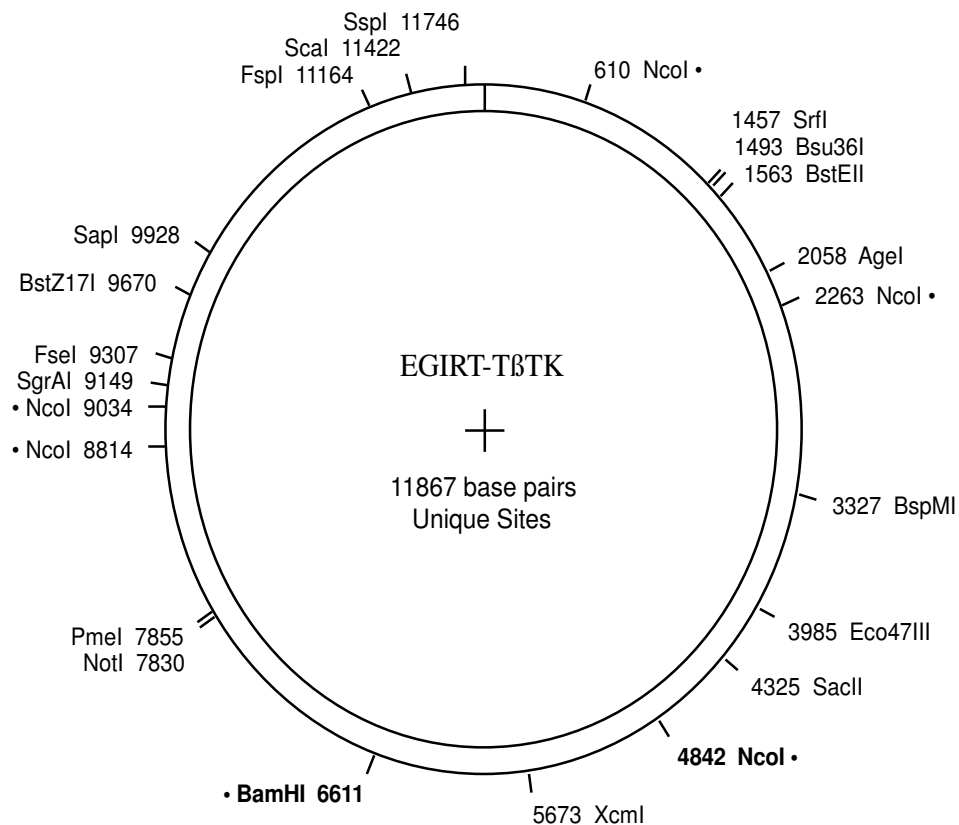 SspI 11746
ScaI 11422
FspI 11164
610 NcoI •
1457 SrfI
1493 Bsu36I
1563 BstEII
2058 AgeI
2263 NcoI •
SapI 9928
BstZ17I 9670
FseI 9307
SgrAI 9149
• NcoI 9034
• NcoI 8814
EGIRT-TßTK
11867 base pairs
Unique Sites
3327 BspMI
3985 Eco47III
4325 SacII
4842 NcoI •
5673 XcmI
• BamHI 6611
PmeI 7855
NotI 7830